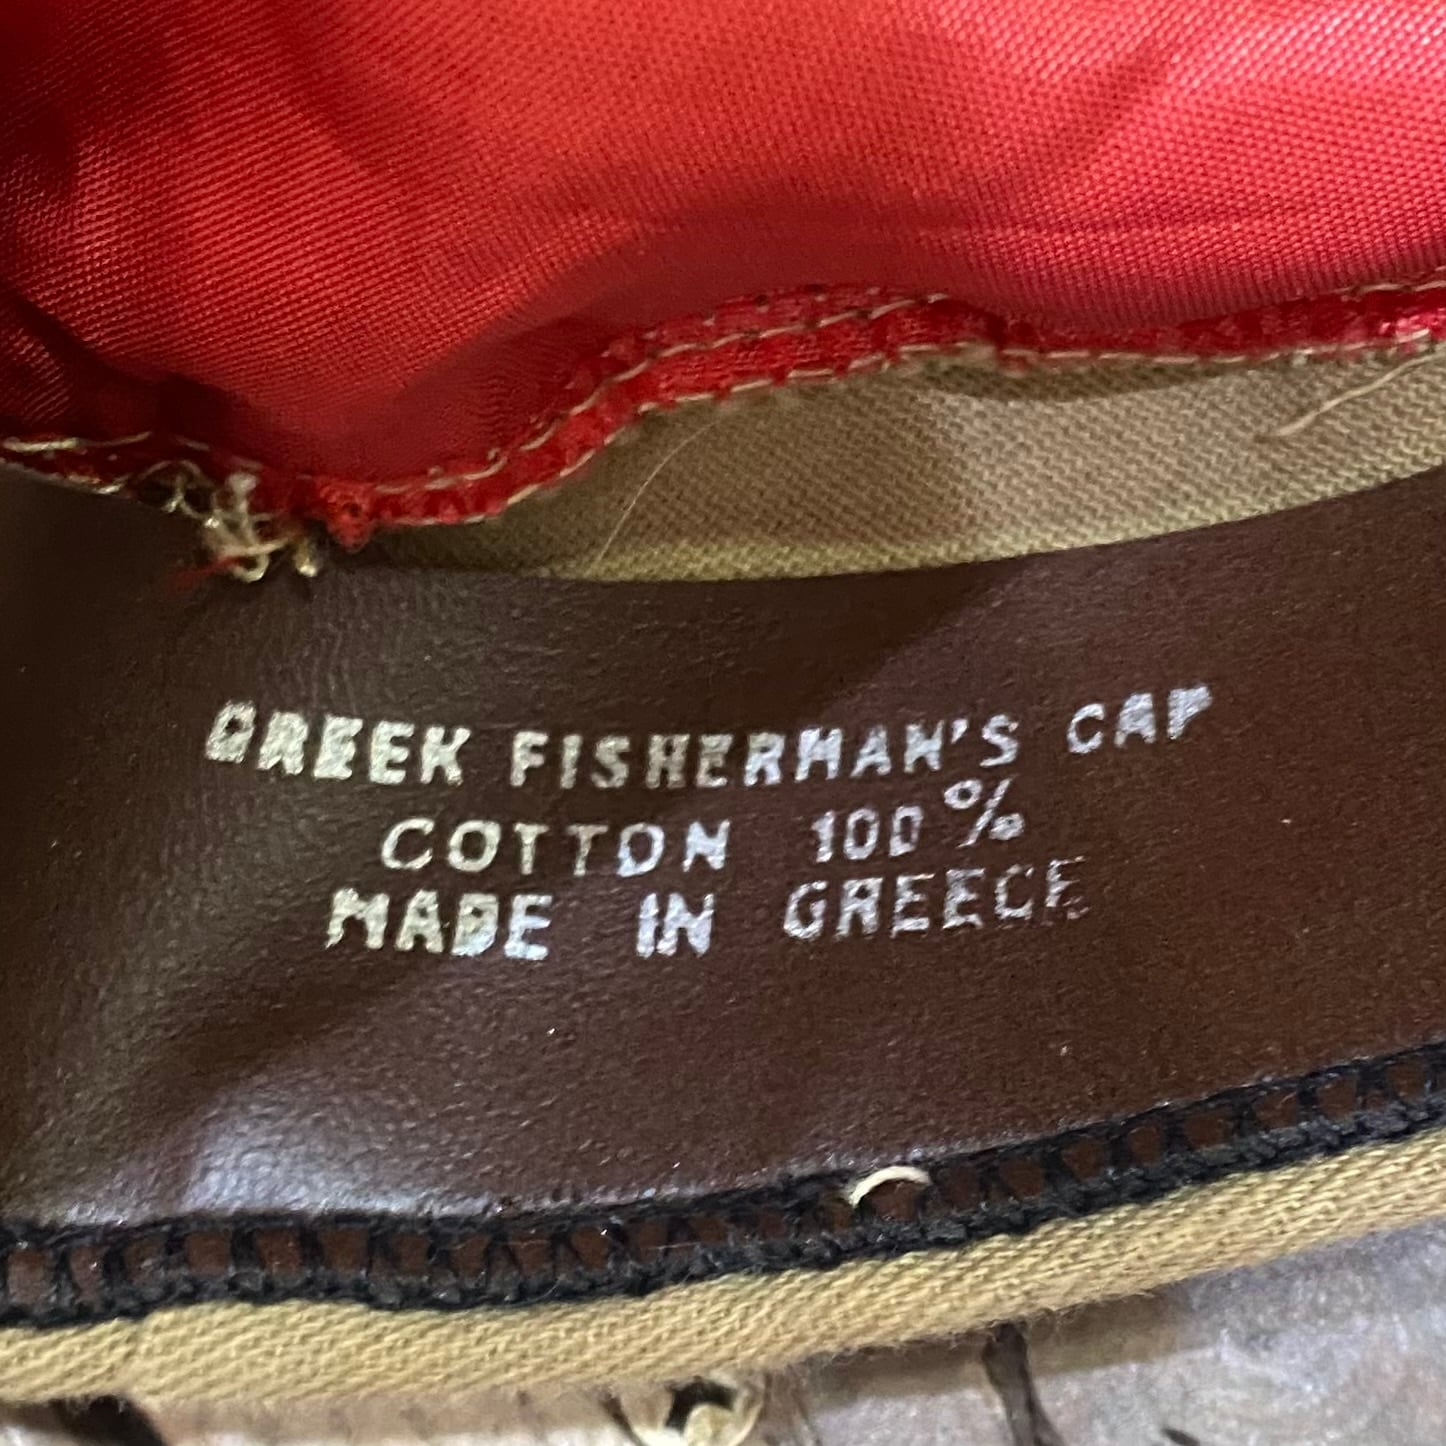 GREEK FISHERMAN'S CAP
COTTON 100%
MADE IN GREECE